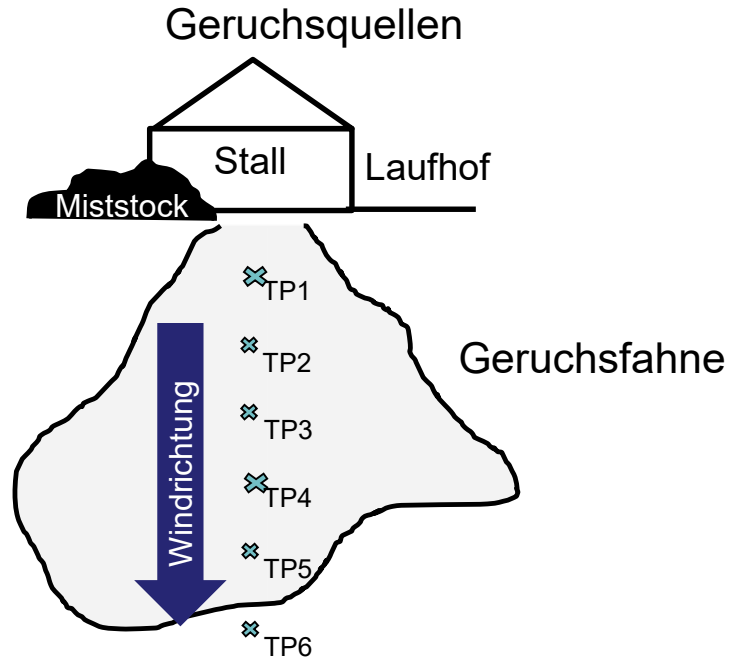 Geruchsquellen
Stall
Laufhof
Miststock
TP1
TP2
Geruchsfahne
TP3
Windrichtung
TP4
TP5
TP6